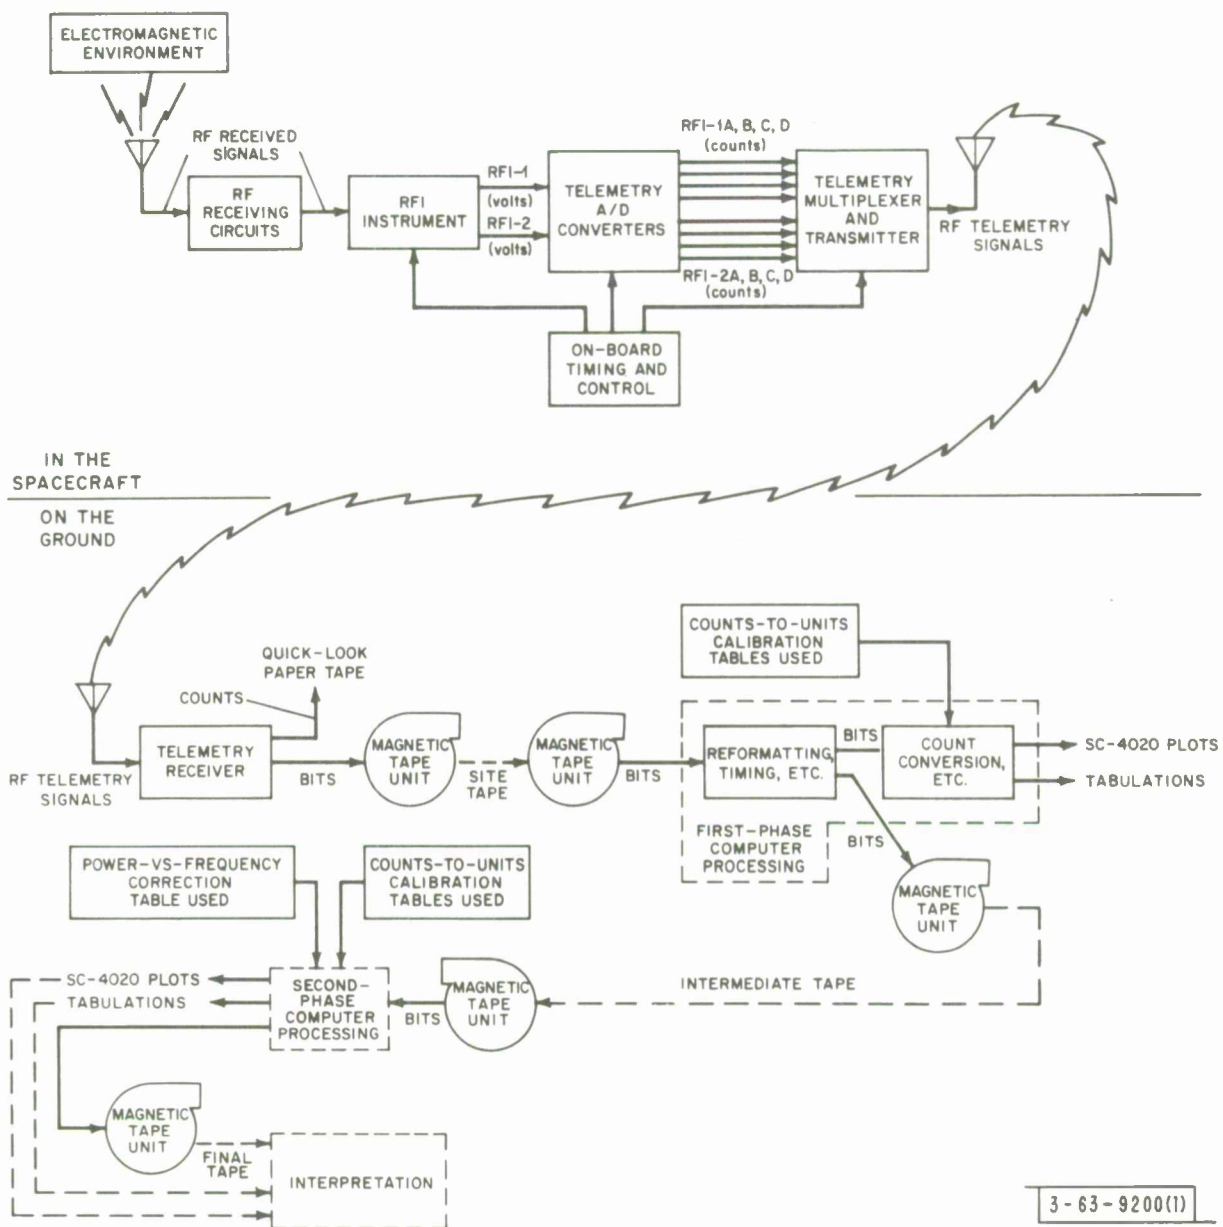 ELECTROMAGNETIC
ENVIRONMENT
RF RECEIVED
SIGNALS
RF
RECEIVING
CIRCUITS
RFI
INSTRUMENT
RFI-1
(volts)
RFI-2
(volts)
TELEMETRY
A/D
CONVERTERS
RFI-1A, B, C, D
(counts)
RFI-2A, B, C, D
(counts)
TELEMETRY
MULTIPLEXER
AND
TRANSMITTER
RF TELEMETRY
SIGNALS
ON-BOARD
TIMING AND
CONTROL
IN THE
SPACECRAFT
ON THE
GROUND
RF TELEMETRY
SIGNALS
TELEMETRY
RECEIVER
COUNTS
QUICK-LOOK
PAPER TAPE
BITS
MAGNETIC
TAPE
UNIT
SITE
TAPE
MAGNETIC
TAPE
UNIT
BITS
COUNTS-TO-UNITS
CALIBRATION
TABLES USED
REFORMATTING,
TIMING, ETC.
BITS
COUNT
CONVERSION,
ETC.
SC-4020 PLOTS
TABULATIONS
FIRST-PHASE
COMPUTER
PROCESSING
BITS
MAGNETIC
TAPE
UNIT
INTERMEDIATE TAPE
POWER-VS-FREQUENCY
CORRECTION
TABLE USED
COUNTS-TO-UNITS
CALIBRATION
TABLES USED
MAGNETIC
TAPE
UNIT
BITS
SECOND-
PHASE
COMPUTER
PROCESSING
SC-4020 PLOTS
TABULATIONS
MAGNETIC
TAPE
UNIT
FINAL
TAPE
INTERPRETATION
3-63-9200(1)